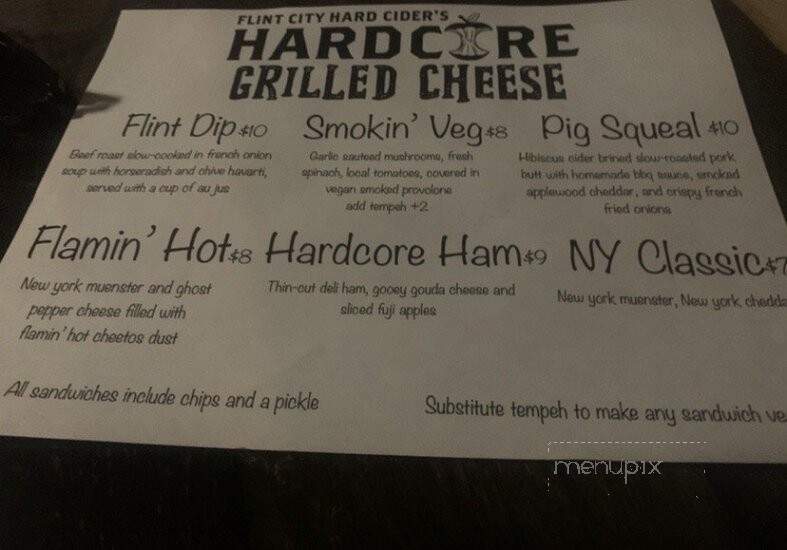 FLINT CITY HARD CIDER'S
HARDCORE
GRILLED CHEESE
Flint Dip $10
Beef roast slow-cooked in french onion
soup with horseradish and chive havarti,
served with a cup of au jus
Smokin' Veg $8
Garlic sauteed mushrooms, fresh
spinach, local tomatoes, covered in
vegan smoked provolone
add tempeh +2
Pig Squeal $10
Hibiscus cider brined slow-roasted pork
butt with homemade bbq sauce, smoked
applewood cheddar, and crispy french
fried onions
Flamin' Hot $8
New york muenster and ghost
pepper cheese filled with
flamin' hot cheetos dust
Hardcore Ham $9
Thin-cut deli ham, gooey gouda cheese and
sliced fuji apples
NY Classic $7
New york muenster, New york
All sandwiches include chips and a pickle
Substitute tempeh to make any sandwich
menupix